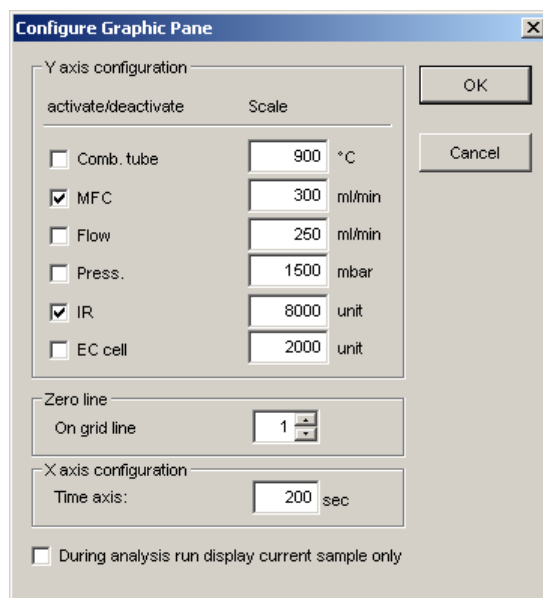 Configure Graphic Pane
Y axis configuration
OK
activate/deactivate Scale
Cancel
Comb. tube 900 °C
MFC 300 ml/min
Flow 250 ml/min
Press. 1500 mbar
IR 8000 unit
EC cell 2000 unit
Zero line
On grid line 1
X axis configuration
Time axis: 200 sec
During analysis run display current sample only